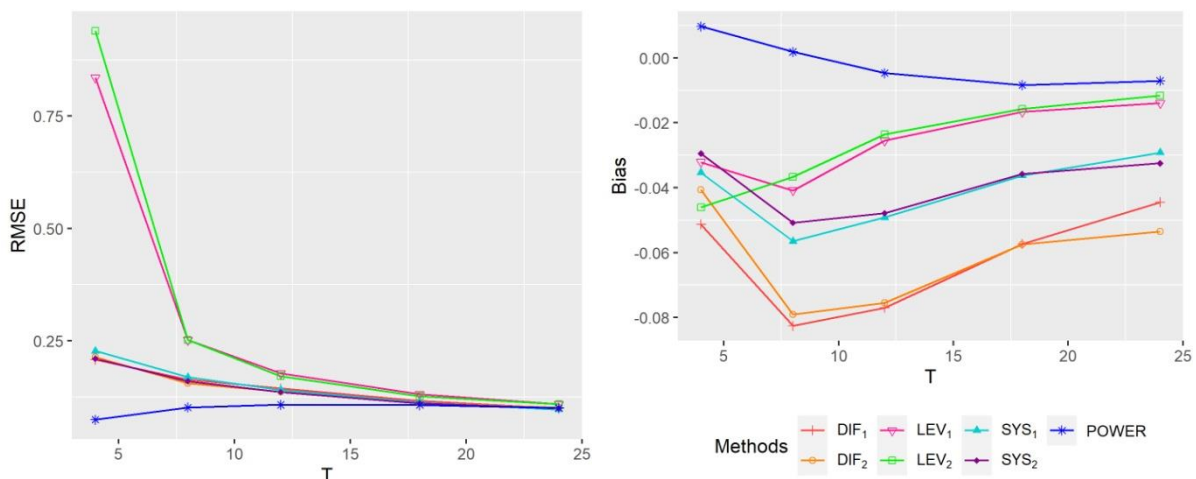 RMSE
0.75
0.50
0.25
5
10
15
20
25
T
Bias
0.00
-0.02
-0.04
-0.06
-0.08
5
10
15
20
25
T
Methods
DIF₁
LEV₁
SYS₁
POWER
DIF₂
LEV₂
SYS₂